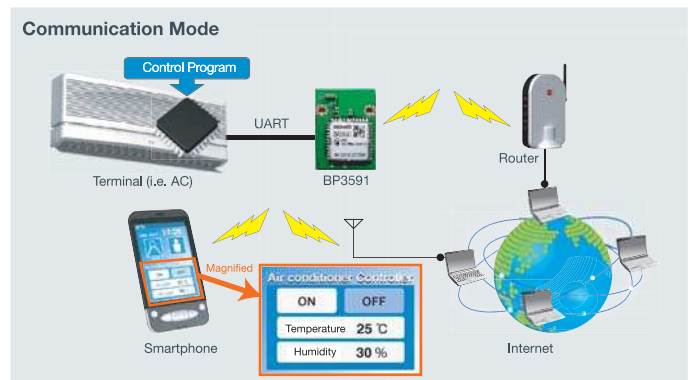 Communication Mode
Control Program
UART
Terminal (i.e. AC)
BP3591
Router
Magnified
Air conditioner Controller
ON
OFF
Temperature 25 ℃
Humidity 30 %
Smartphone
Internet